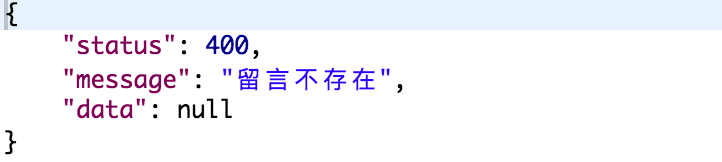 {
    "status": 400,
    "message": "留言不存在",
    "data": null
}